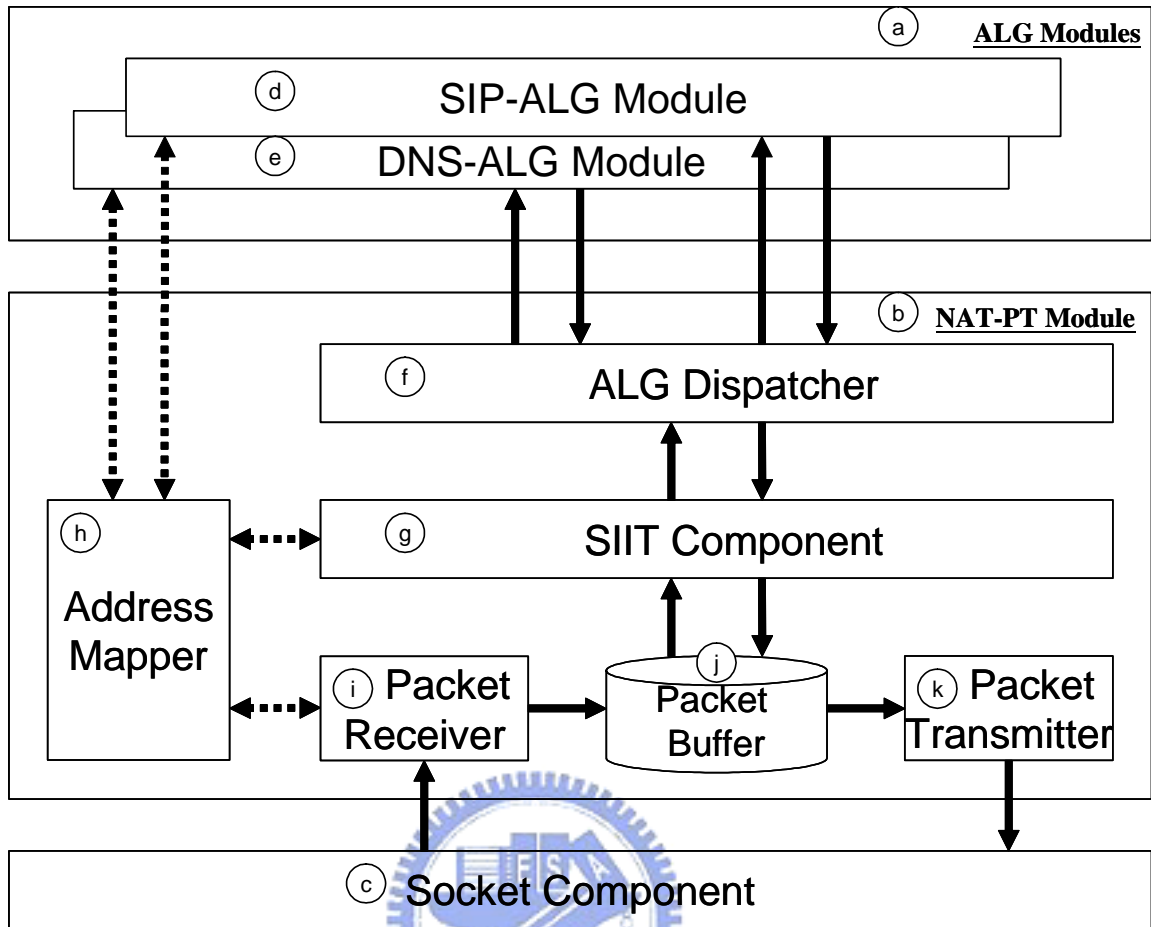 a
ALG Modules
d
SIP-ALG Module
e
DNS-ALG Module
b
NAT-PT Module
f
ALG Dispatcher
h
Address
Mapper
g
SIIT Component
i
Packet
Receiver
j
Packet
Buffer
k
Packet
Transmitter
E S A
c
Socket Component